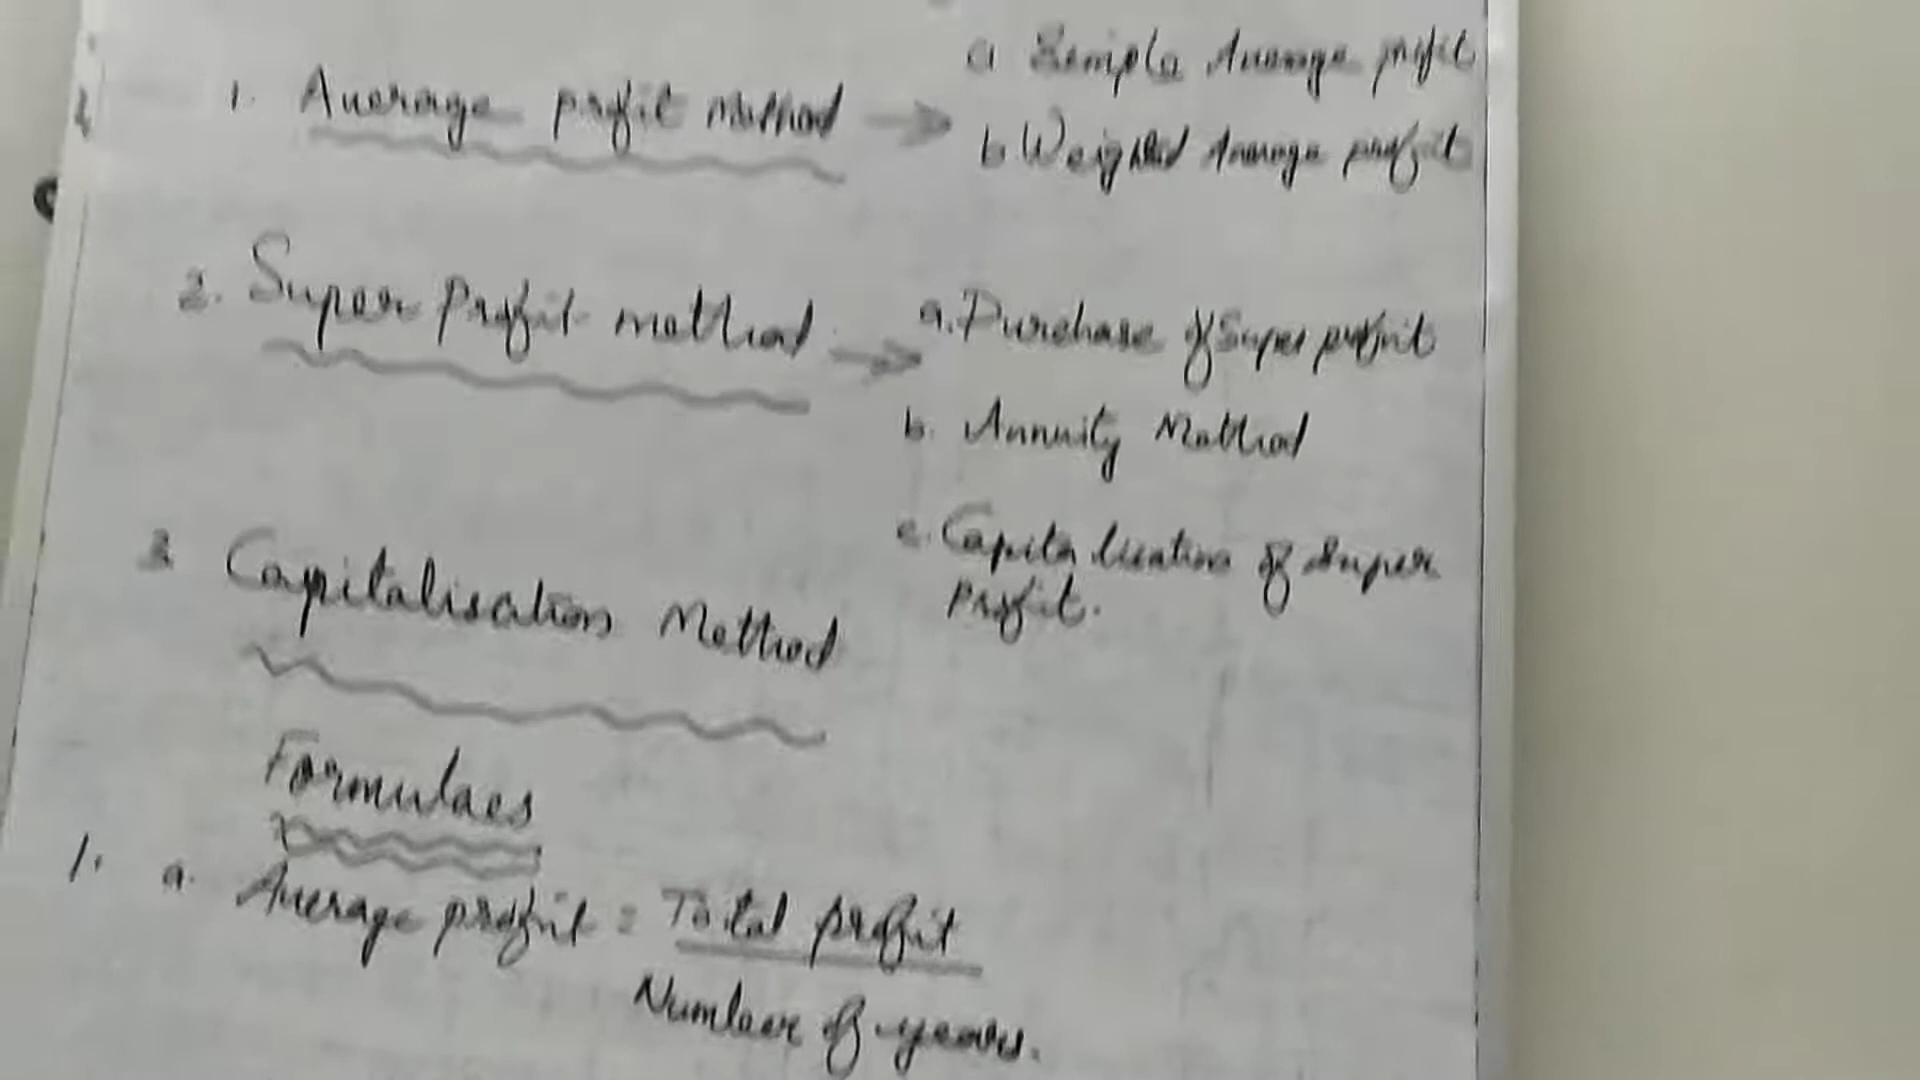 1. Average profit Method → a Simple Average profit
b Weighted Average profit
2. Super Profit method → a. Purchase of Super profit
b. Annuity Method
c. Capitalisation of Super
Profit.
3 Capitalisation Method
Formulaes
1. a. Average profit = Total profit
Number of years.